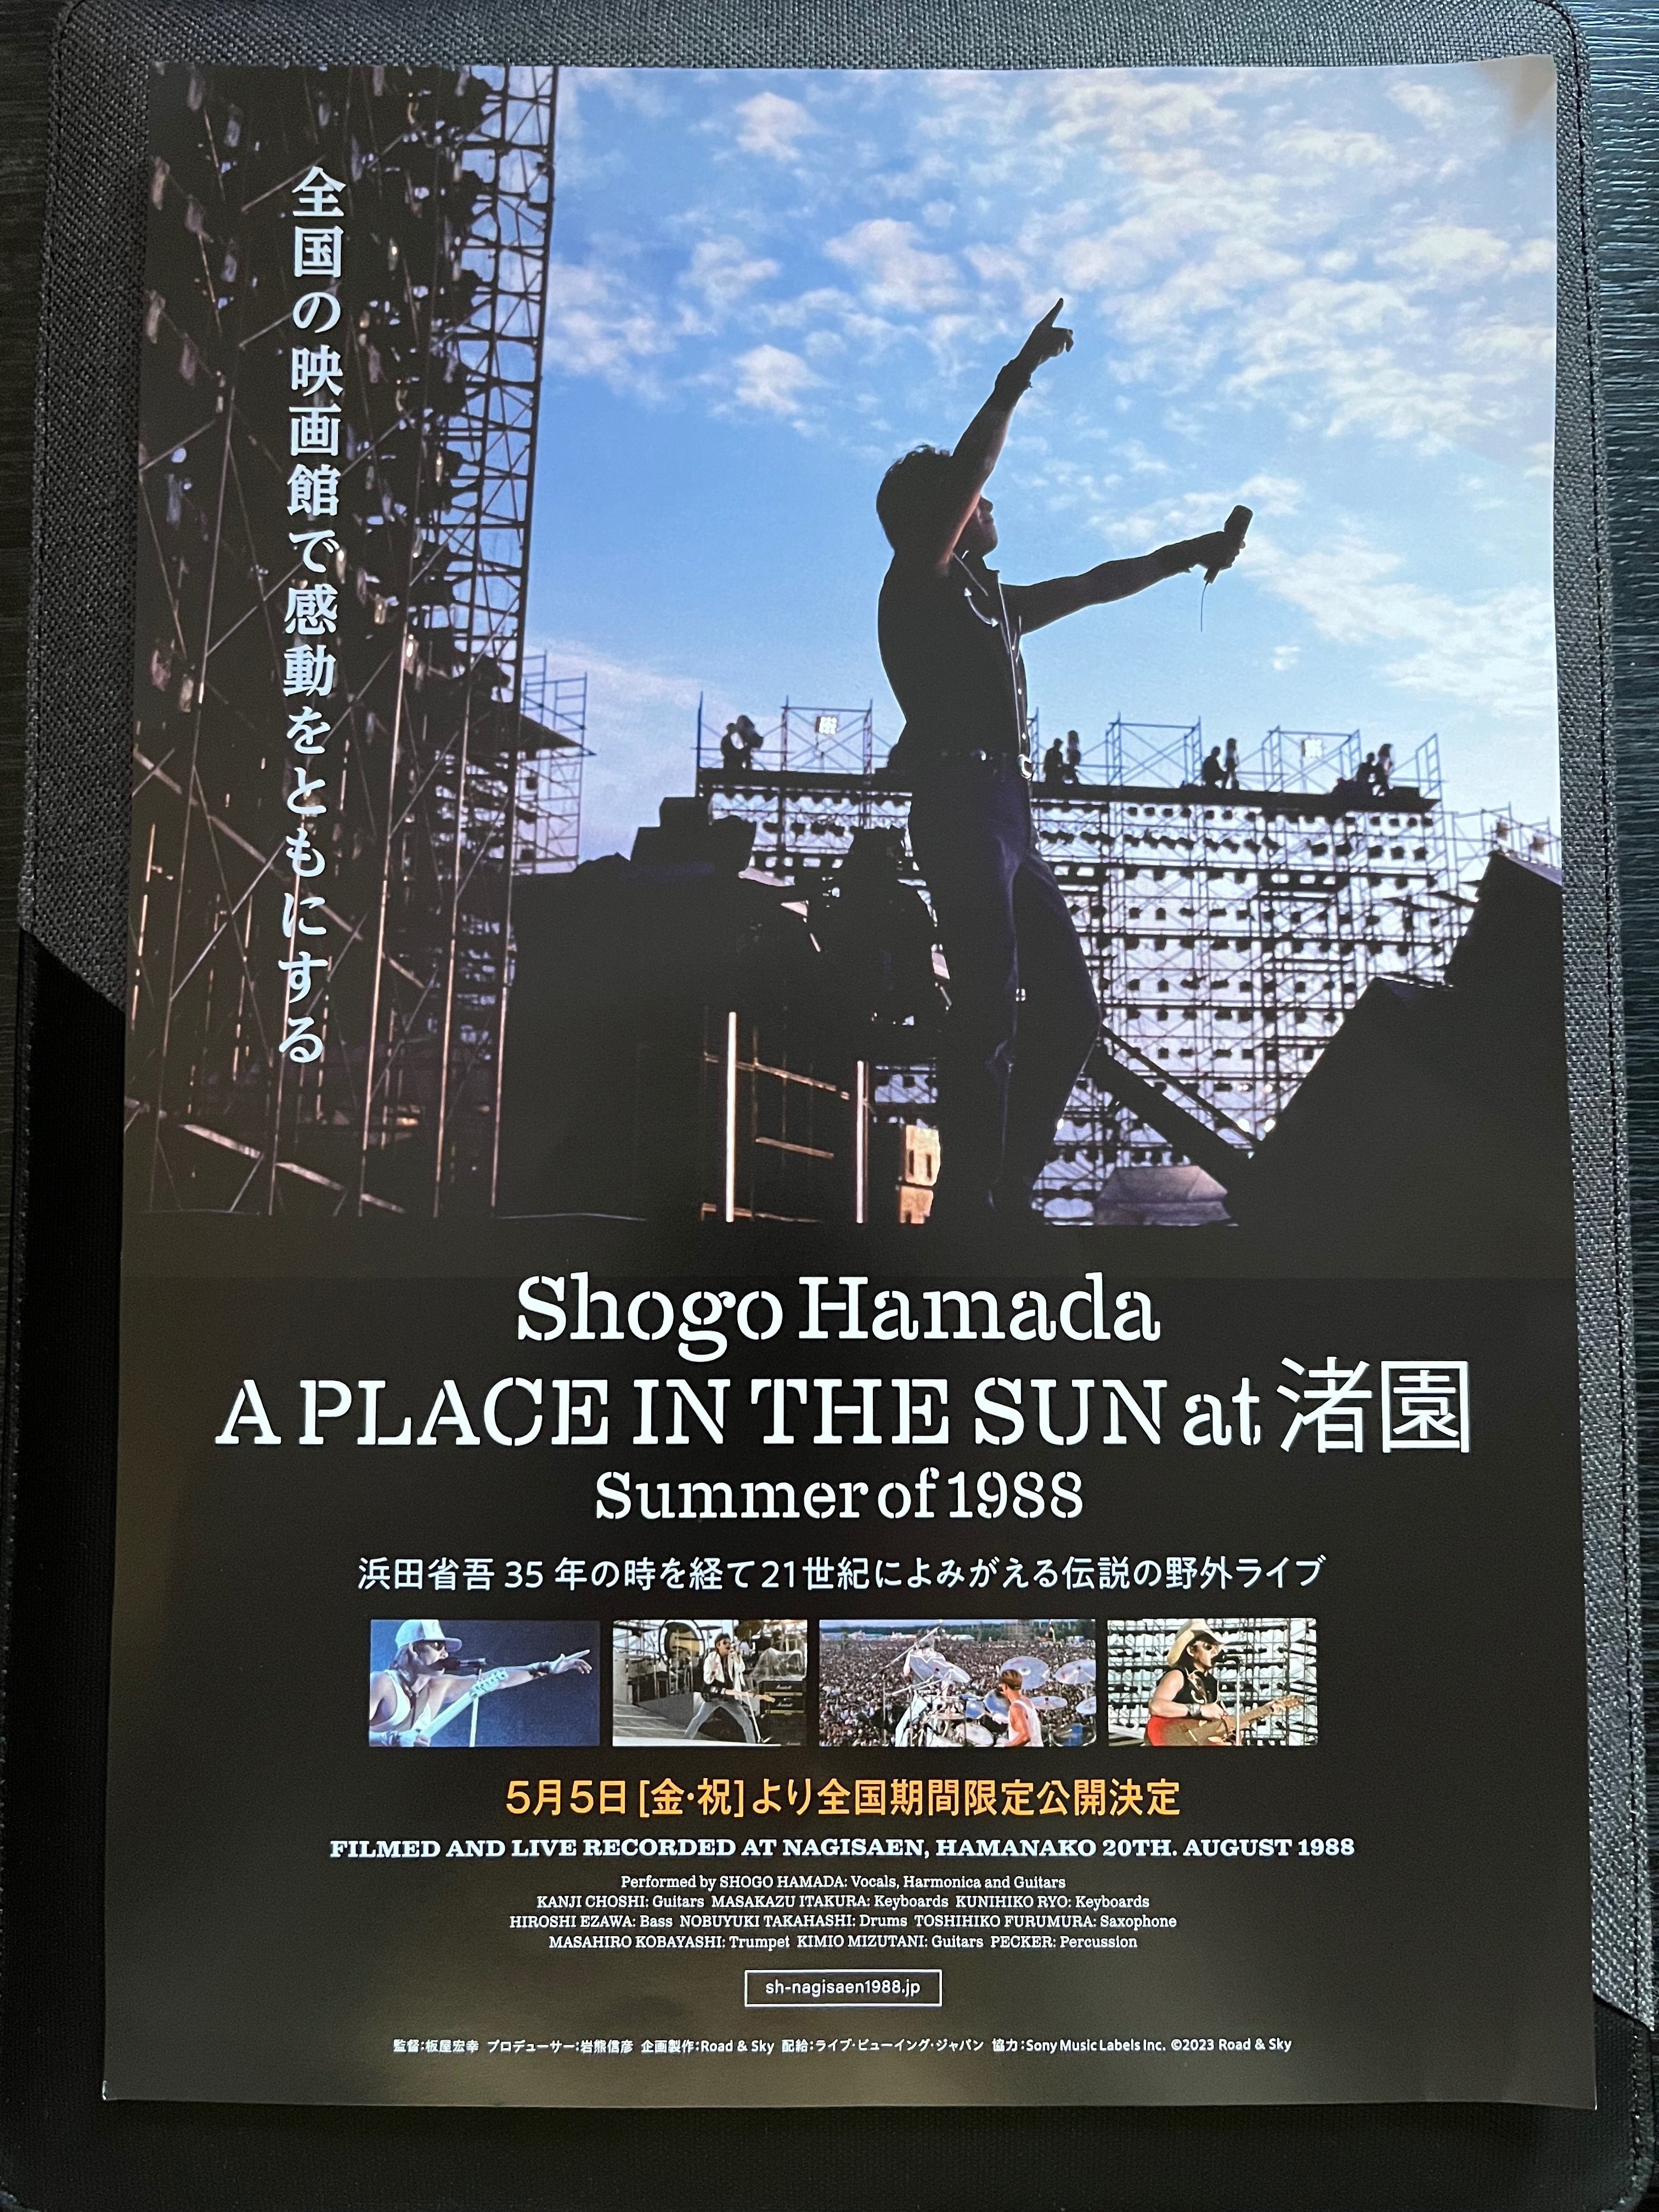 全国の映画館で感動をともにする
Shogo Hamada
A PLACE IN THE SUN at 渚園
Summer of 1988
浜田省吾 35 年の時を経て21世紀によみがえる伝説の野外ライブ
5月5日 [金・祝] より全国期間限定公開決定
FILMED AND LIVE RECORDED AT NAGISAEN, HAMANAKO 20TH. AUGUST 1988
Performed by SHOGO HAMADA: Vocals, Harmonica and Guitars
KANJI CHOSHI: Guitars MASAKAZU ITAKURA: Keyboards KUNIHIKO RYO: Keyboards
HIROSHI EZAWA: Bass NOBUYUKI TAKAHASHI: Drums TOSHIHIKO FURUMURA: Saxophone
MASAHIRO KOBAYASHI: Trumpet KIMIO MIZUTANI: Guitars PECKER: Percussion
sh-nagisaen1988.jp
監督:板屋宏幸 プロデューサー:岩熊信彦 企画製作:Road & Sky 配給:ライブ・ビューイング・ジャパン 協力:Sony Music Labels Inc. ©2023 Road & Sky